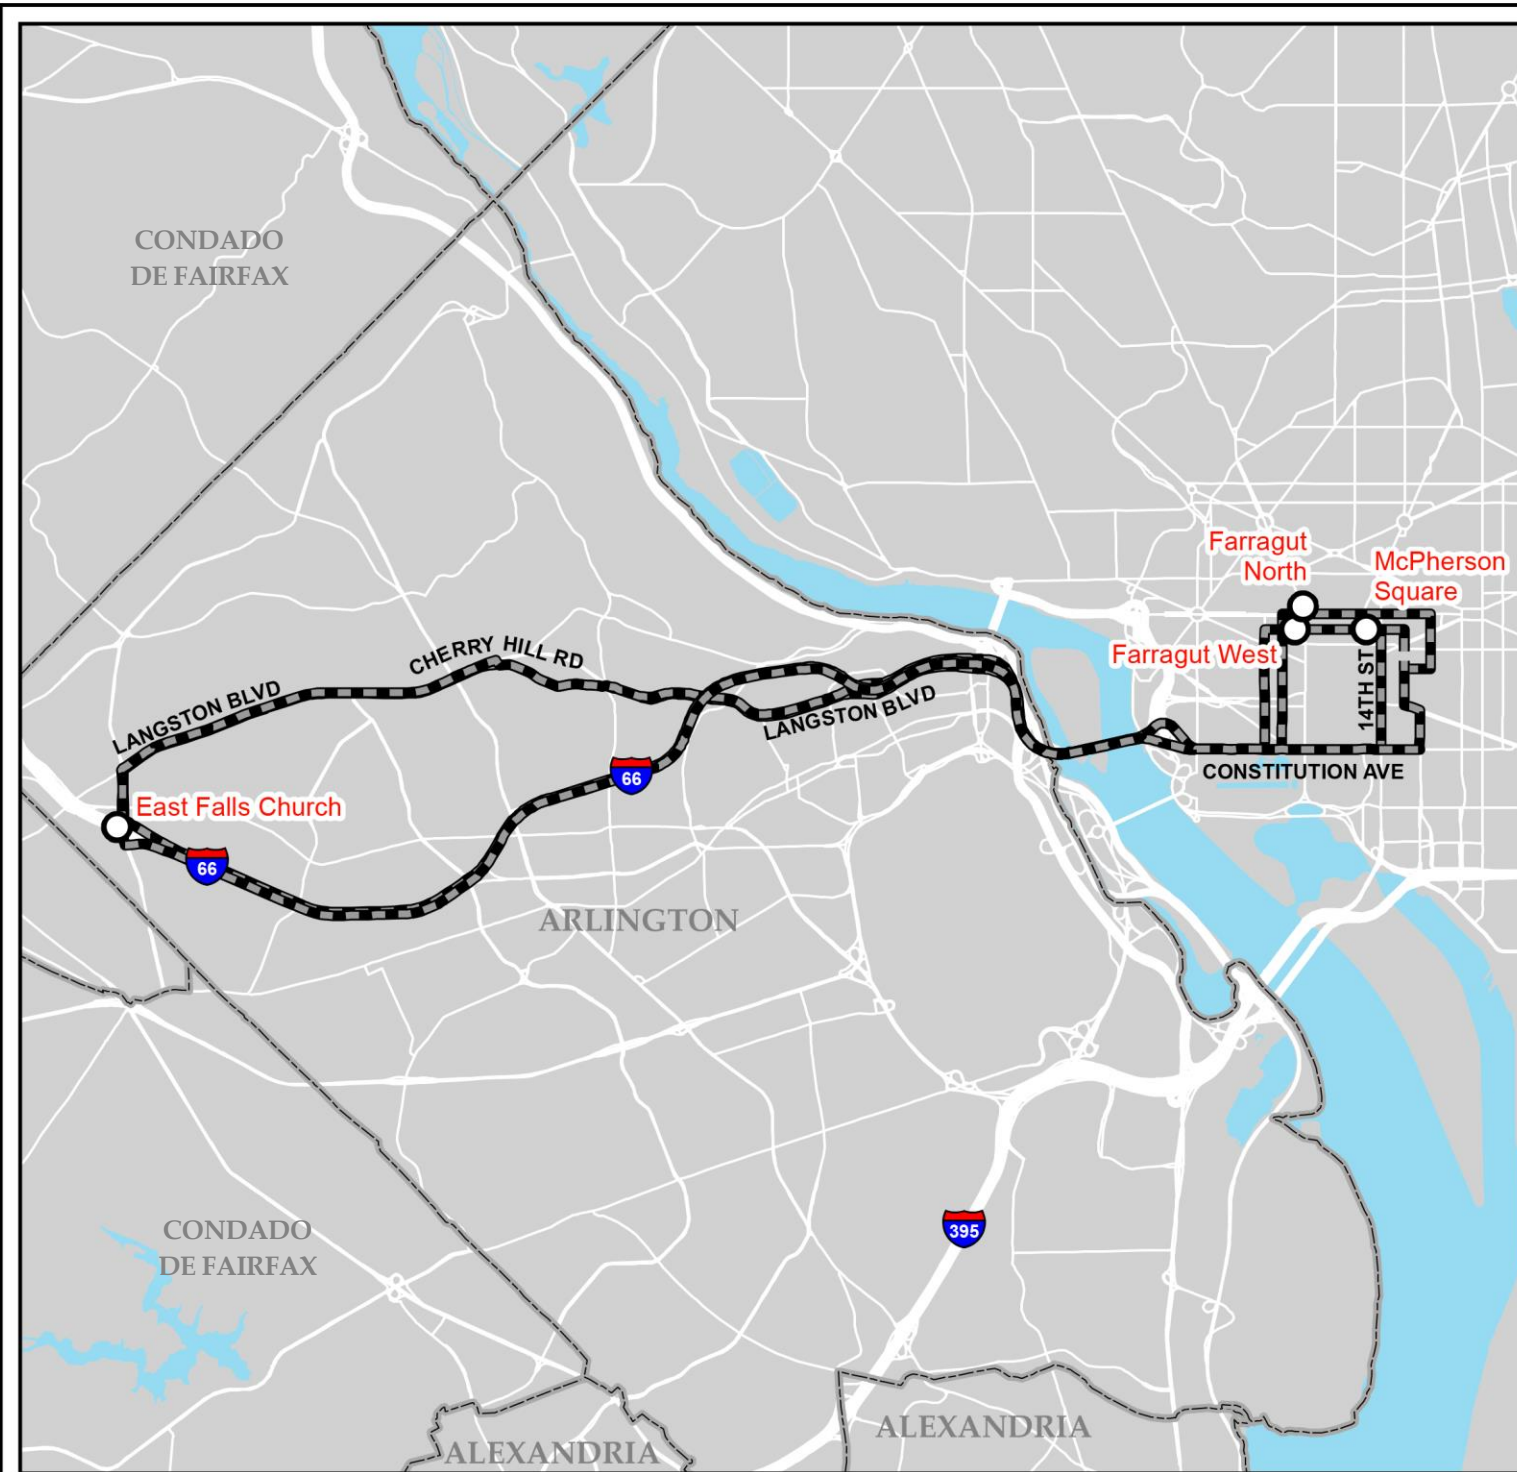 CONDADO
DE FAIRFAX
Farragut
North
McPherson
Square
Farragut West
14TH ST
CHERRY HILL RD
LANGSTON BLVD
LANGSTON BLVD
CONSTITUTION AVE
66
East Falls Church
66
ARLINGTON
CONDADO
DE FAIRFAX
395
ALEXANDRIA
ALEXANDRIA